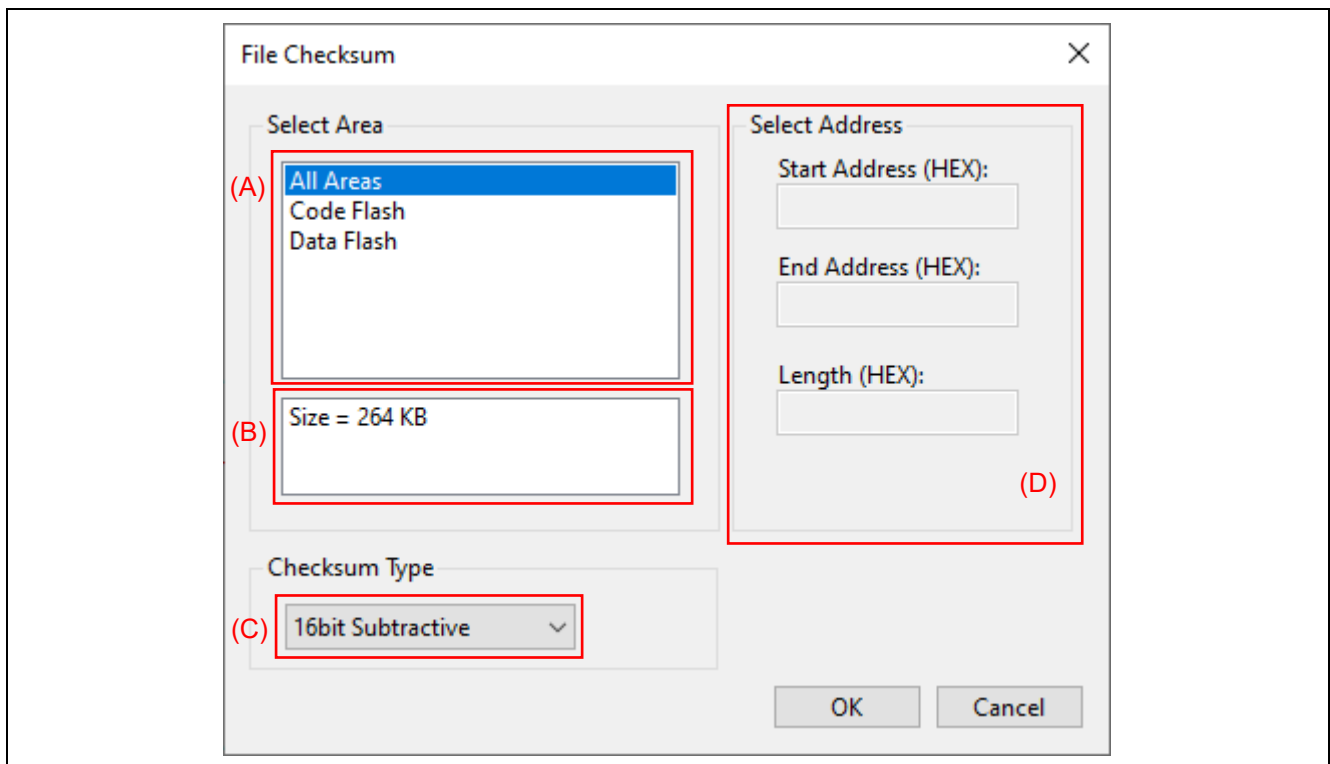 File Checksum
Select Area
(A)
All Areas
Code Flash
Data Flash
(B)
Size = 264 KB
Checksum Type
(C)
16bit Subtractive
Select Address
Start Address (HEX):
End Address (HEX):
Length (HEX):
(D)
OK
Cancel